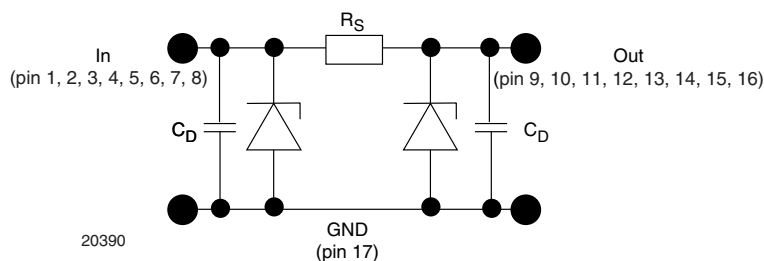 R_S
In
(pin 1, 2, 3, 4, 5, 6, 7, 8)
Out
(pin 9, 10, 11, 12, 13, 14, 15, 16)
C_D
C_D
GND
(pin 17)
20390